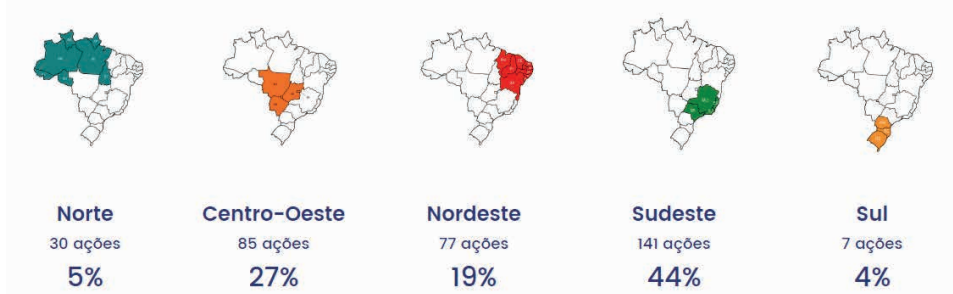 Norte
30 ações
5%
Centro-Oeste
85 ações
27%
Nordeste
77 ações
19%
Sudeste
141 ações
44%
Sul
7 ações
4%